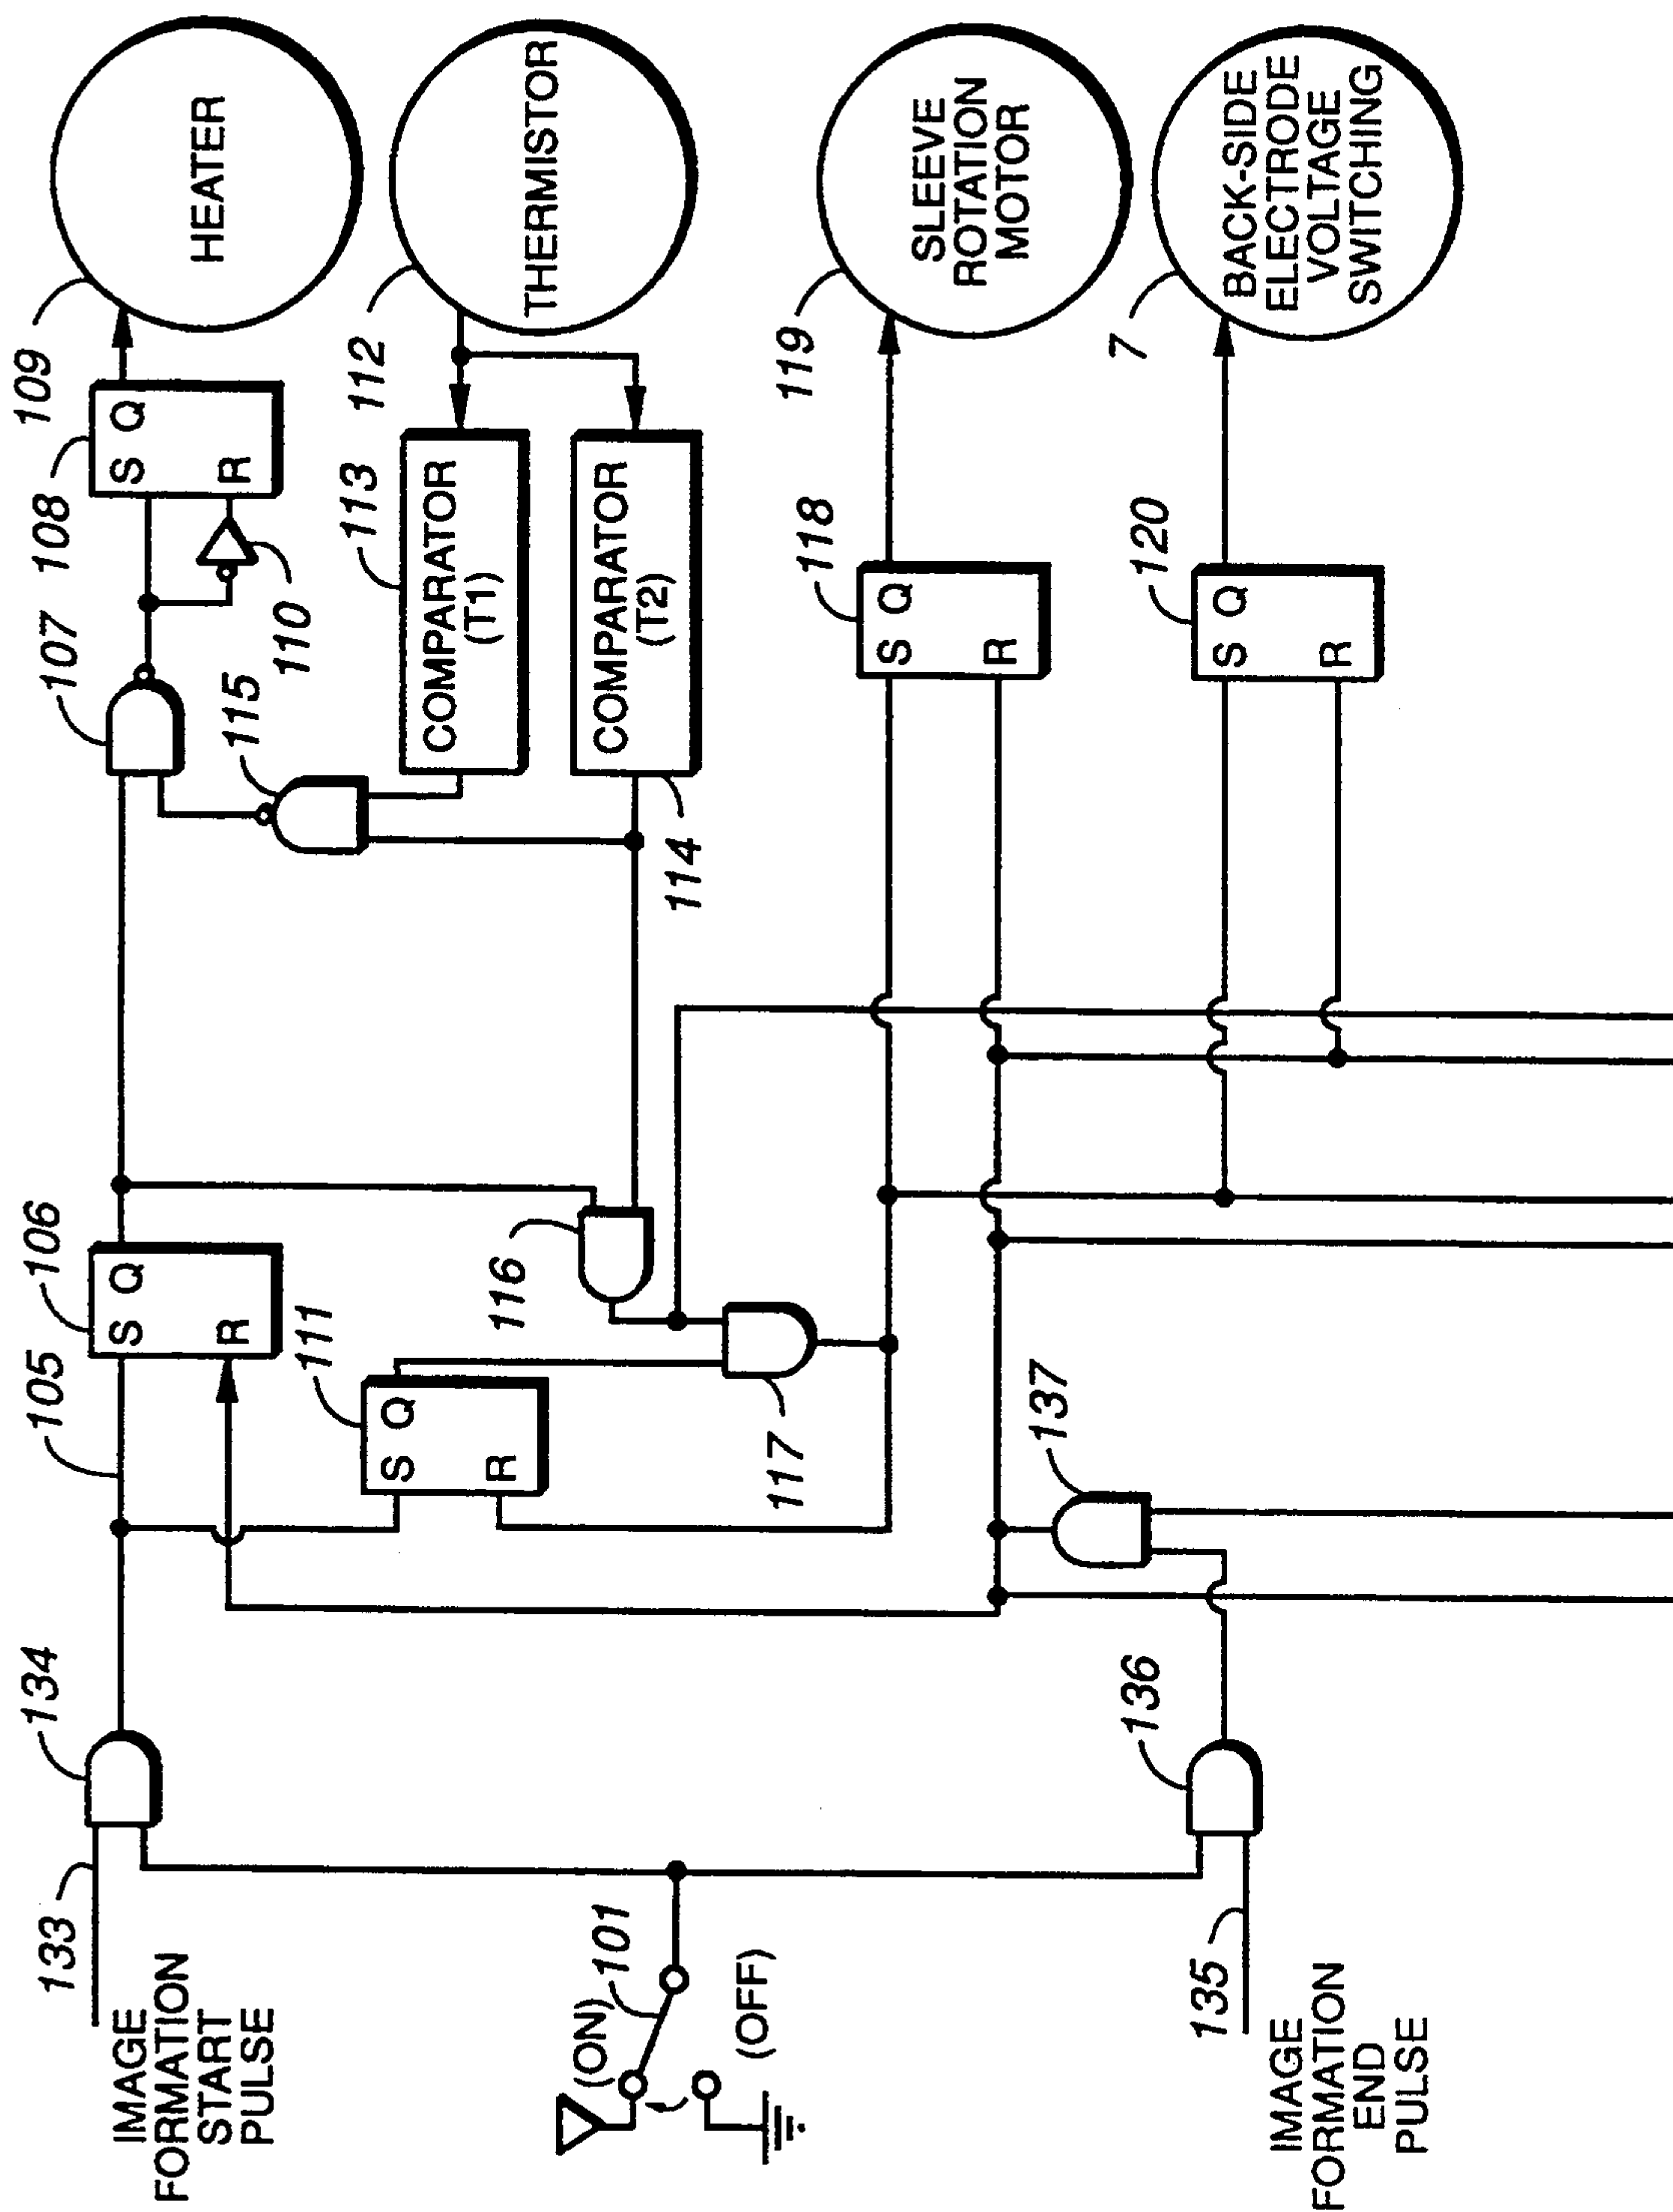 IMAGE
FORMATION
START
PULSE
133
134
105
106
S Q
R
107
108
S Q
R
109
HEATER
110
111
S Q
R
112
THERMISTOR
113
COMPARATOR
(T1)
COMPARATOR
(T2)
114
115
116
117
(ON)
101
(OFF)
118
S Q
R
119
SLEEVE
ROTATION
MOTOR
120
S Q
R
7
BACK-SIDE
ELECTRODE
VOLTAGE
SWITCHING
137
136
135
IMAGE
FORMATION
END
PULSE